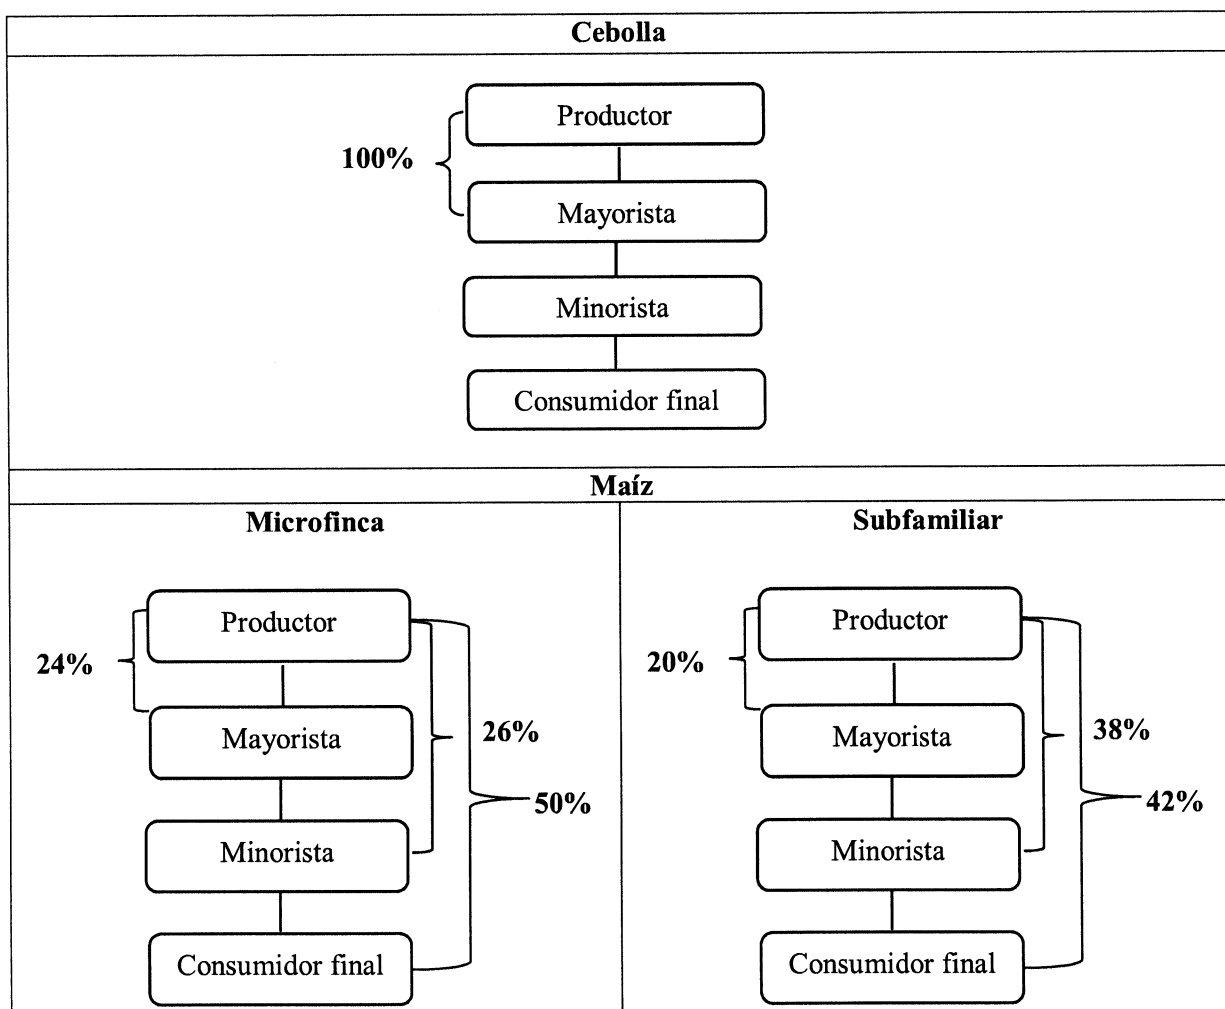 Cebolla
Productor
100%
Mayorista
Minorista
Consumidor final
Maíz
Microfinca
Productor
24%
Mayorista
26%
50%
Minorista
Consumidor final
Subfamiliar
Productor
20%
Mayorista
38%
42%
Minorista
Consumidor final